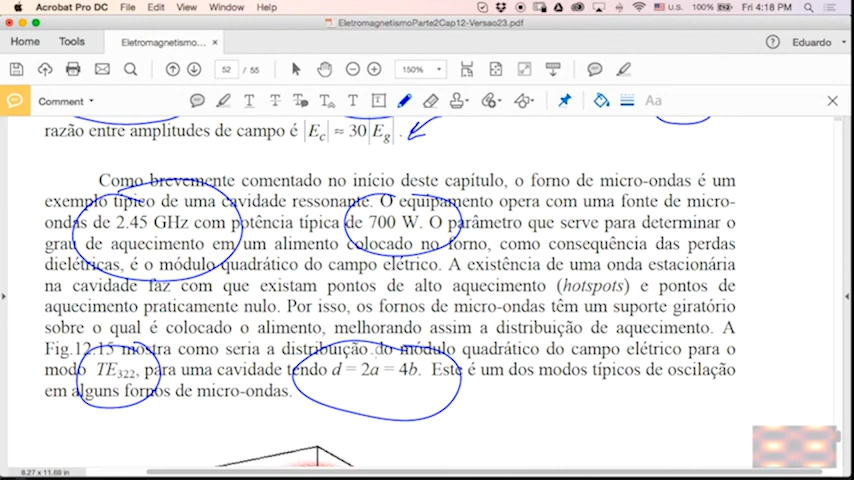 Acrobat Pro DC File Edit View Window Help U.S. 100% Fri 4:18 PM
EletromagnetismoParte2Cap12-Versao23.pdf
Home Tools Eletromagnetismo... × Eduardo
52 / 55 150%
Comment Aa
razão entre amplitudes de campo é |E_c| ≈ 30|E_g| .
Como brevemente comentado no início deste capítulo, o forno de micro-ondas é um
exemplo típico de uma cavidade ressonante. O equipamento opera com uma fonte de micro-
ondas de 2.45 GHz com potência típica de 700 W. O parâmetro que serve para determinar o
grau de aquecimento em um alimento colocado no forno, como consequência das perdas
dielétricas, é o módulo quadrático do campo elétrico. A existência de uma onda estacionária
na cavidade faz com que existam pontos de alto aquecimento (hotspots) e pontos de
aquecimento praticamente nulo. Por isso, os fornos de micro-ondas têm um suporte giratório
sobre o qual é colocado o alimento, melhorando assim a distribuição de aquecimento. A
Fig.12.15 mostra como seria a distribuição do módulo quadrático do campo elétrico para o
modo TE₃₂₂, para uma cavidade tendo d = 2a = 4b. Este é um dos modos típicos de oscilação
em alguns fornos de micro-ondas.
8.27 x 11.69 in